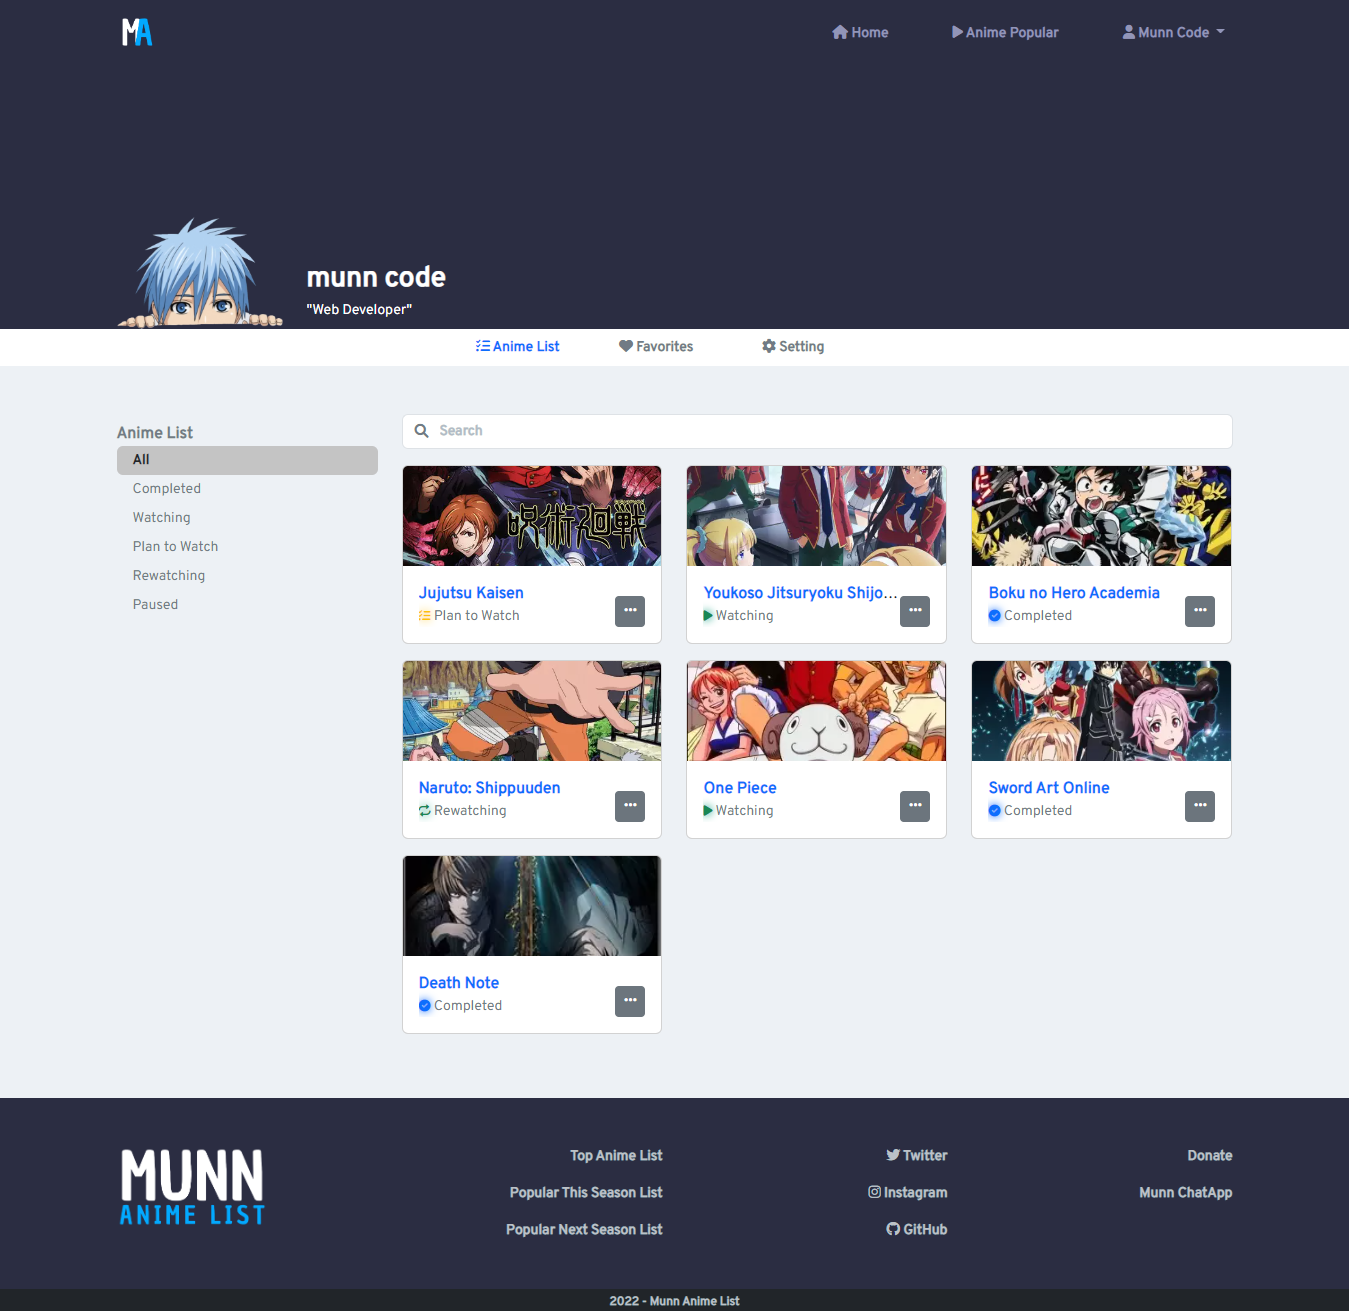 MA
Home
Anime Popular
Munn Code
munn code
"Web Developer"
Anime List
Favorites
Setting
Anime List
All
Completed
Watching
Plan to Watch
Rewatching
Paused
Search
呪術廻戦
Jujutsu Kaisen
Plan to Watch
Youkoso Jitsuryoku Shijo...
Watching
Boku no Hero Academia
Completed
Naruto: Shippuuden
Rewatching
One Piece
Watching
Sword Art Online
Completed
Death Note
Completed
MUNN
ANIME LIST
Top Anime List
Popular This Season List
Popular Next Season List
Twitter
Instagram
GitHub
Donate
Munn ChatApp
2022 - Munn Anime List